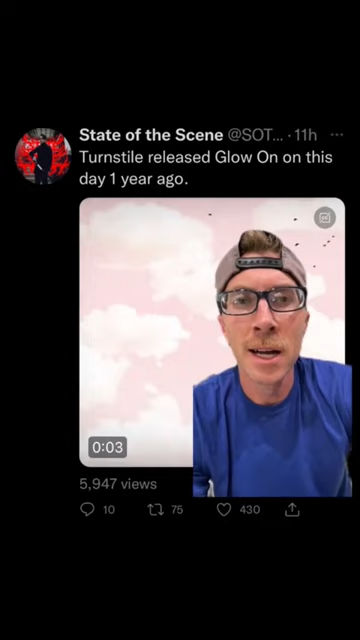 State of the Scene @SOT... · 11h ...
Turnstile released Glow On on this
day 1 year ago.
0:03
5,947 views
10 75 430